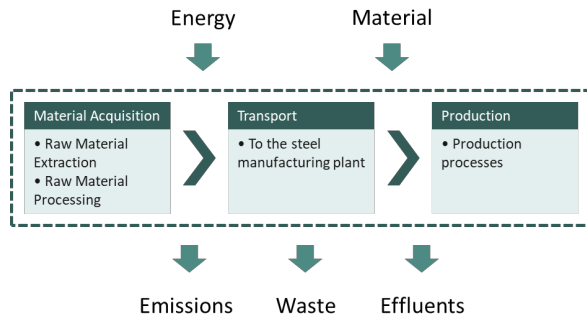 Energy Material
Material Acquisition
• Raw Material
Extraction
• Raw Material
Processing
Transport
• To the steel
manufacturing plant
Production
• Production
processes
Emissions Waste Effluents